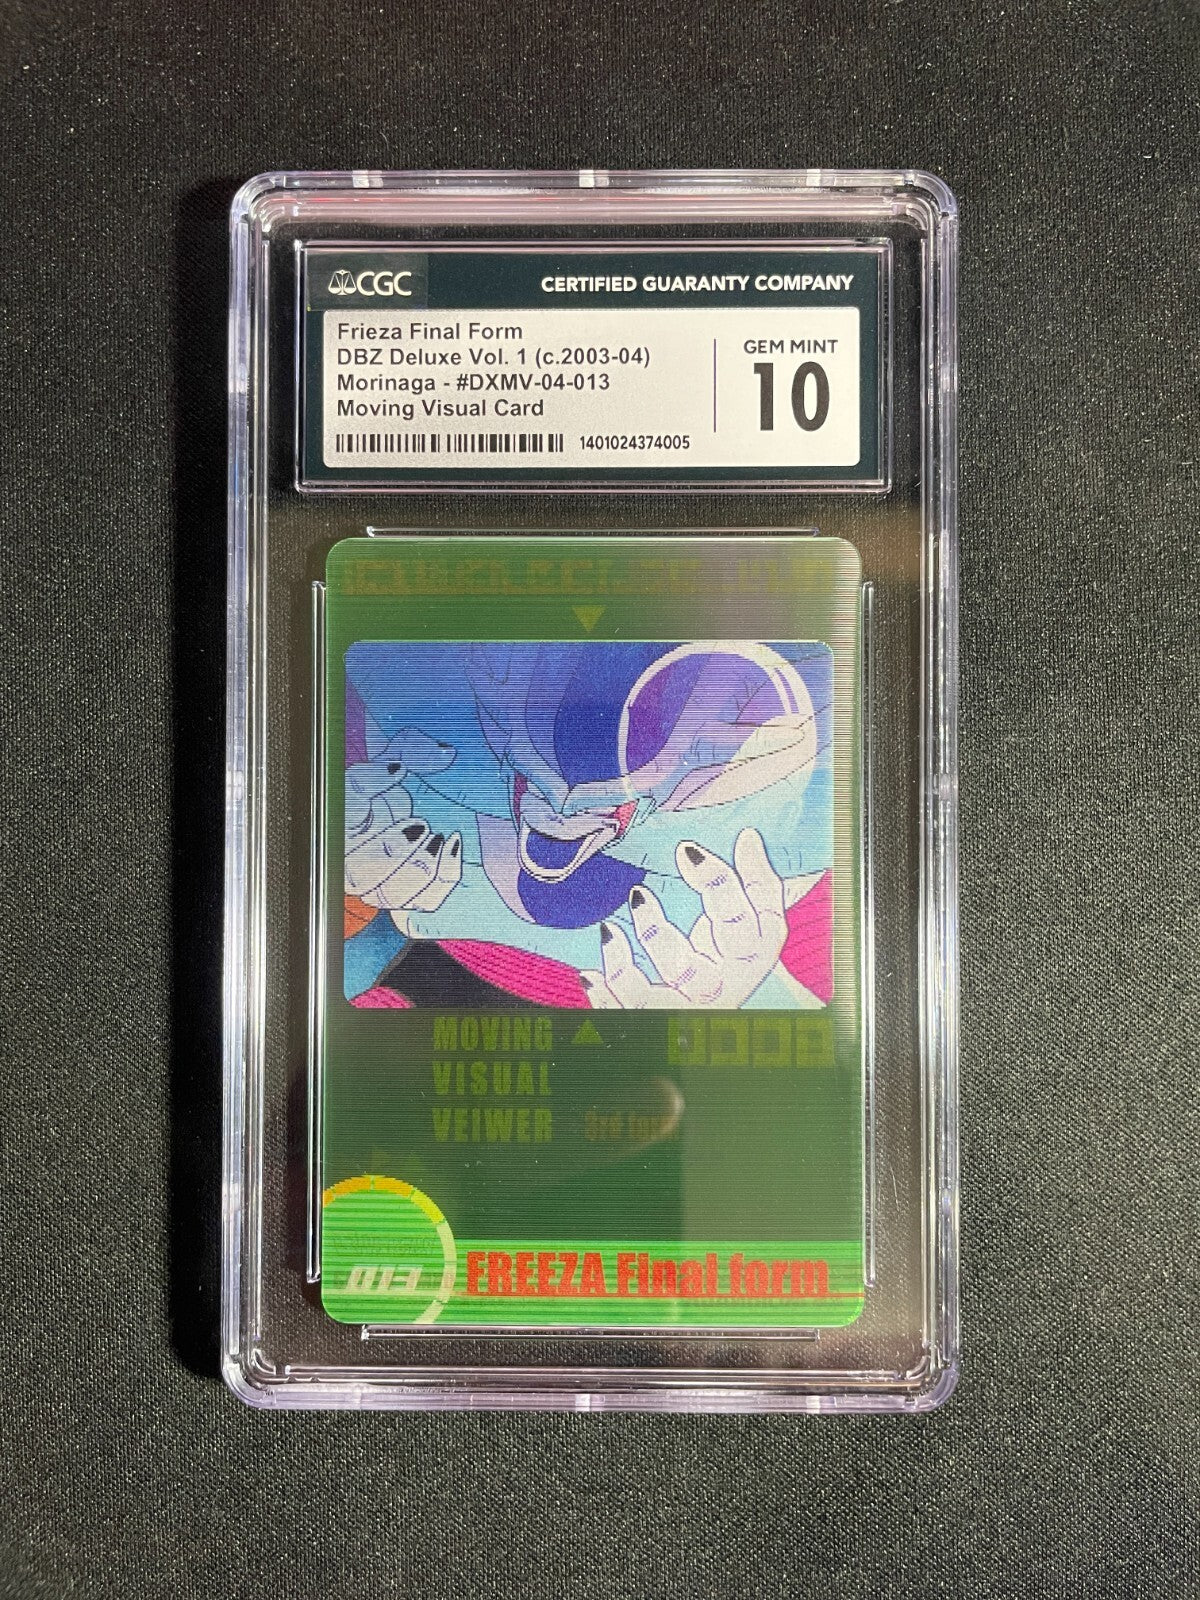 CGC
CERTIFIED GUARANTY COMPANY
Frieza Final Form
DBZ Deluxe Vol. 1 (c.2003-04)
Morinaga - #DXMV-04-013
Moving Visual Card
1401024374005
GEM MINT
10
MOVING
VISUAL
VEIWER
013
FREEZA Final form